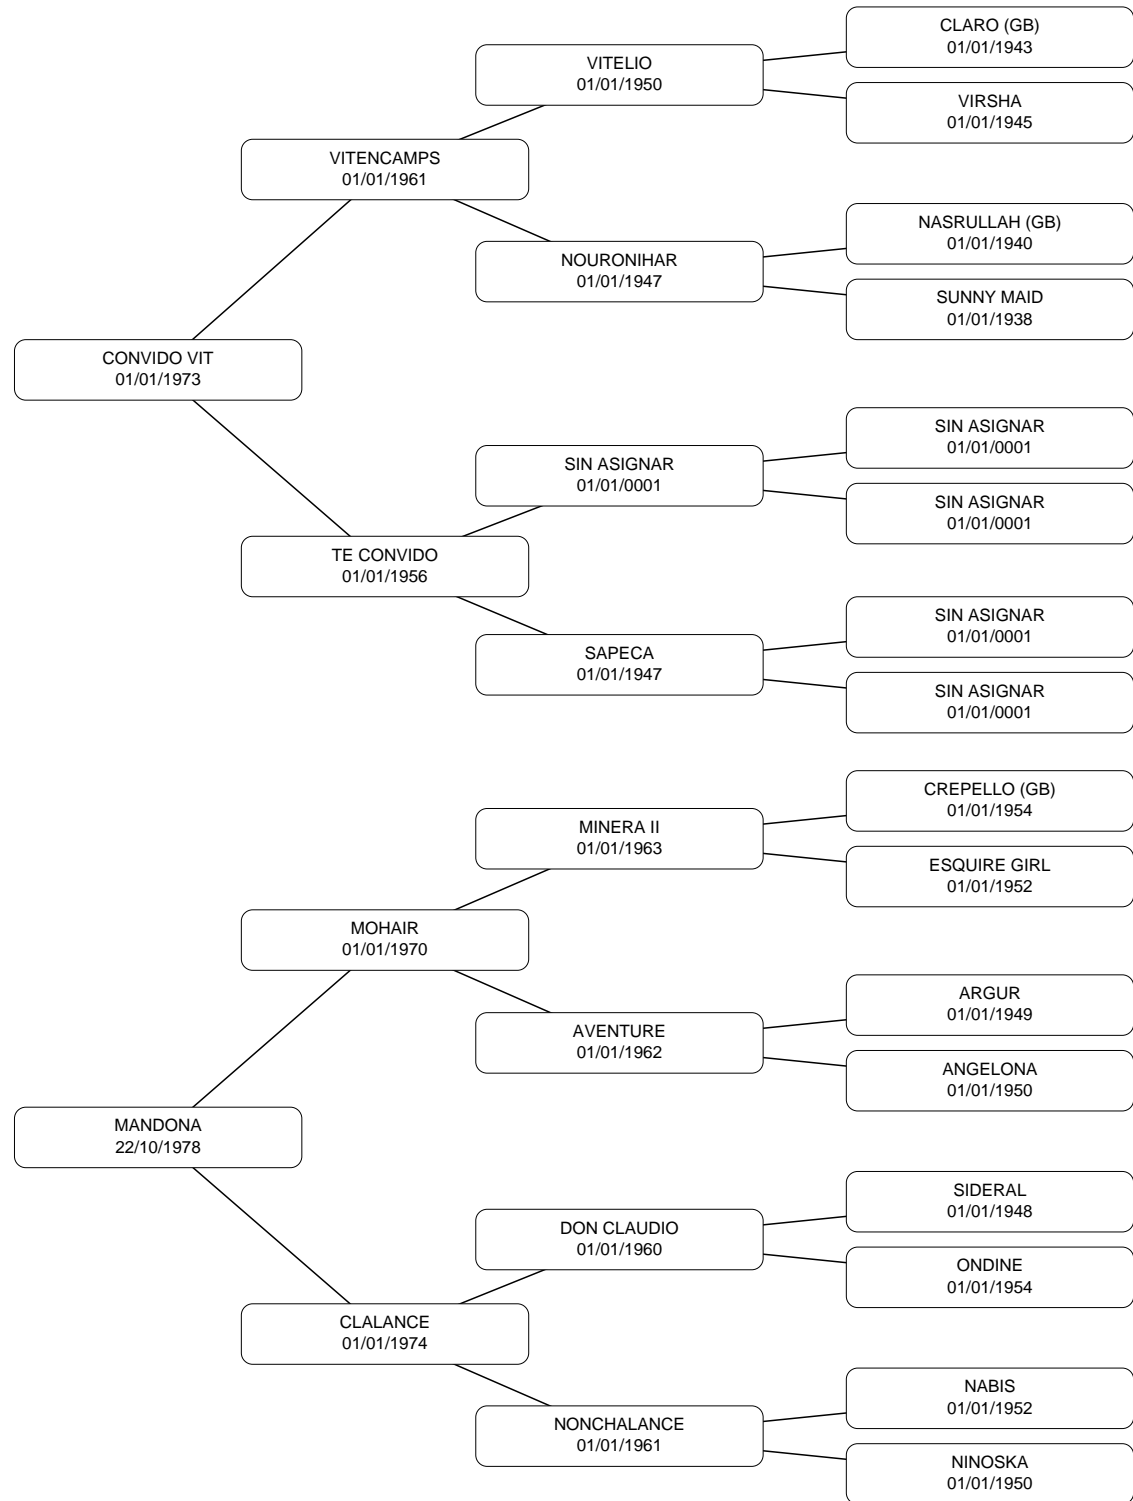 CLARO (GB)
01/01/1943
VITELIO
01/01/1950
VIRSHA
01/01/1945
VITENCAMPS
01/01/1961
NASRULLAH (GB)
01/01/1940
NOURONIHAR
01/01/1947
SUNNY MAID
01/01/1938
CONVIDO VIT
01/01/1973
SIN ASIGNAR
01/01/0001
SIN ASIGNAR
01/01/0001
SIN ASIGNAR
01/01/0001
TE CONVIDO
01/01/1956
SIN ASIGNAR
01/01/0001
SAPECA
01/01/1947
SIN ASIGNAR
01/01/0001
CREPELLO (GB)
01/01/1954
MINERA II
01/01/1963
ESQUIRE GIRL
01/01/1952
MOHAIR
01/01/1970
ARGUR
01/01/1949
AVENTURE
01/01/1962
ANGELONA
01/01/1950
MANDONA
22/10/1978
SIDERAL
01/01/1948
DON CLAUDIO
01/01/1960
ONDINE
01/01/1954
CLALANCE
01/01/1974
NABIS
01/01/1952
NONCHALANCE
01/01/1961
NINOSKA
01/01/1950